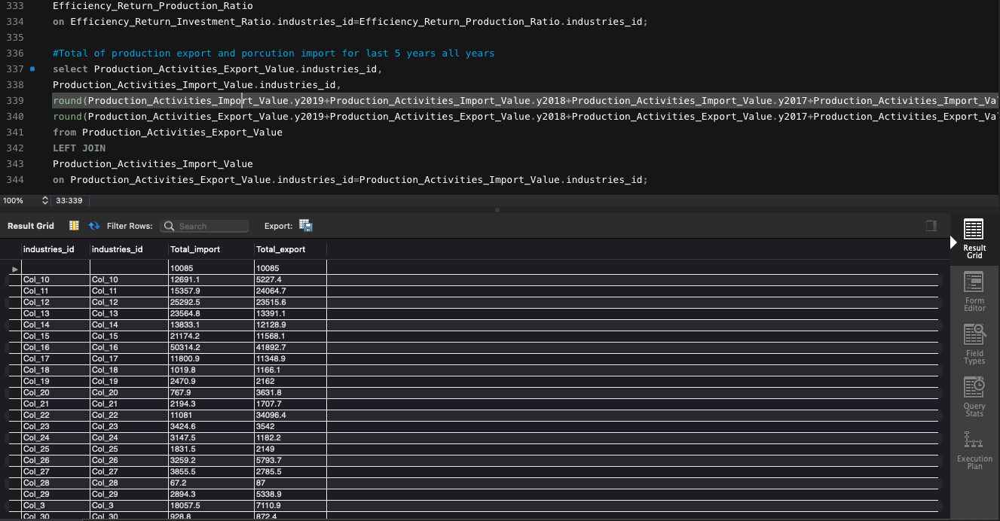 333 Efficiency_Return_Production_Ratio
334 on Efficiency_Return_Investment_Ratio.industries_id=Efficiency_Return_Production_Ratio.industries_id;
335
336 #Total of production export and porcution import for last 5 years all years
337 select Production_Activities_Export_Value.industries_id,
338 Production_Activities_Import_Value.industries_id,
339 round(Production_Activities_Import_Value.y2019+Production_Activities_Import_Value.y2018+Production_Activities_Import_Value.y2017+Production_Activities_Import_Va
340 round(Production_Activities_Export_Value.y2019+Production_Activities_Export_Value.y2018+Production_Activities_Export_Value.y2017+Production_Activities_Export_Va
341 from Production_Activities_Export_Value
342 LEFT JOIN
343 Production_Activities_Import_Value
344 on Production_Activities_Export_Value.industries_id=Production_Activities_Import_Value.industries_id;
100% 33:339
Result Grid Filter Rows: Search Export:
industries_id industries_id Total_import Total_export
10085 10085
Col_10 Col_10 12691.1 5227.4
Col_11 Col_11 15357.9 24064.7
Col_12 Col_12 25292.5 23515.6
Col_13 Col_13 23564.8 13391.1
Col_14 Col_14 13833.1 12128.9
Col_15 Col_15 21174.2 11568.1
Col_16 Col_16 50314.2 41892.7
Col_17 Col_17 11800.9 11348.9
Col_18 Col_18 1019.8 1166.1
Col_19 Col_19 2470.9 2162
Col_20 Col_20 767.9 3631.8
Col_21 Col_21 2194.3 1707.7
Col_22 Col_22 11081 34096.4
Col_23 Col_23 3424.6 3542
Col_24 Col_24 3147.5 1182.2
Col_25 Col_25 1831.5 2149
Col_26 Col_26 3259.2 5793.7
Col_27 Col_27 3855.5 2785.5
Col_28 Col_28 67.2 87
Col_29 Col_29 2894.3 5338.9
Col_3 Col_3 18057.5 7110.9
Col_30 Col_30 928.8 872.4
Result
Grid
Form
Editor
Field
Types
Query
Stats
Execution
Plan